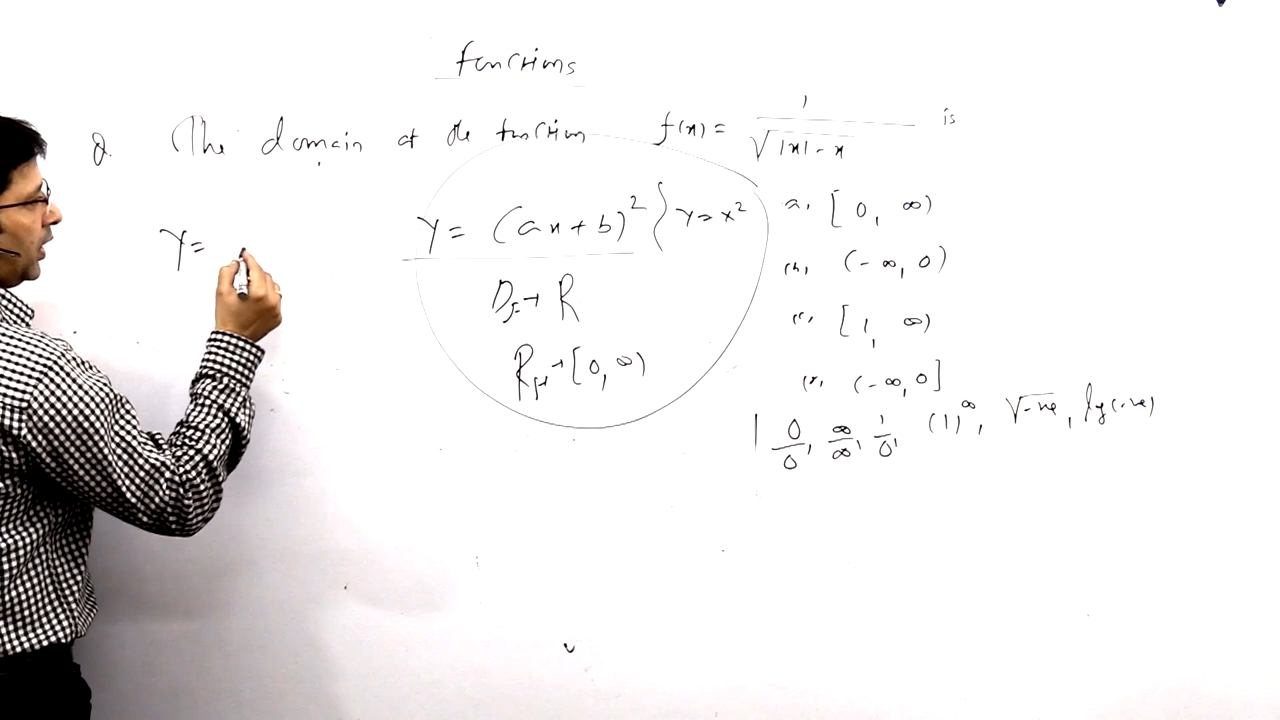 Functions
Q. The domain of the function f(x) = 1/√(|x| - x) is
Y =
Y = (ax + b)² { Y = x²
D_f → R
R_f → [0, ∞)
a, [0, ∞)
(b, (-∞, 0)
(c, [1, ∞)
(-∞, 0]
0/0, ∞/∞, 1/0, (1)^∞, √-ve, log(-ve)